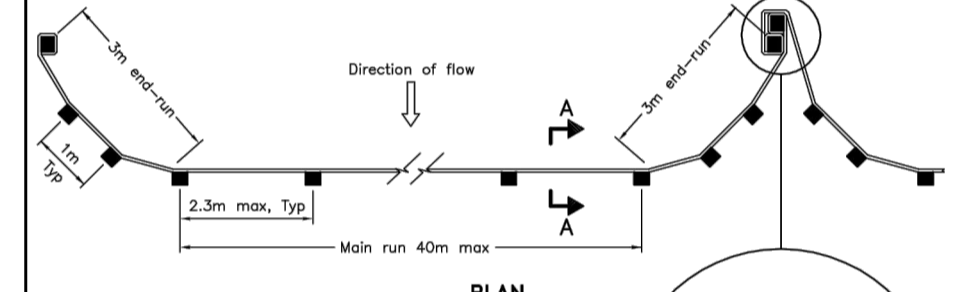 3m end-run
Direction of flow
3m end-run
A
1m
Typ
2.3m max, Typ
A
Main run 40m max
PLAN